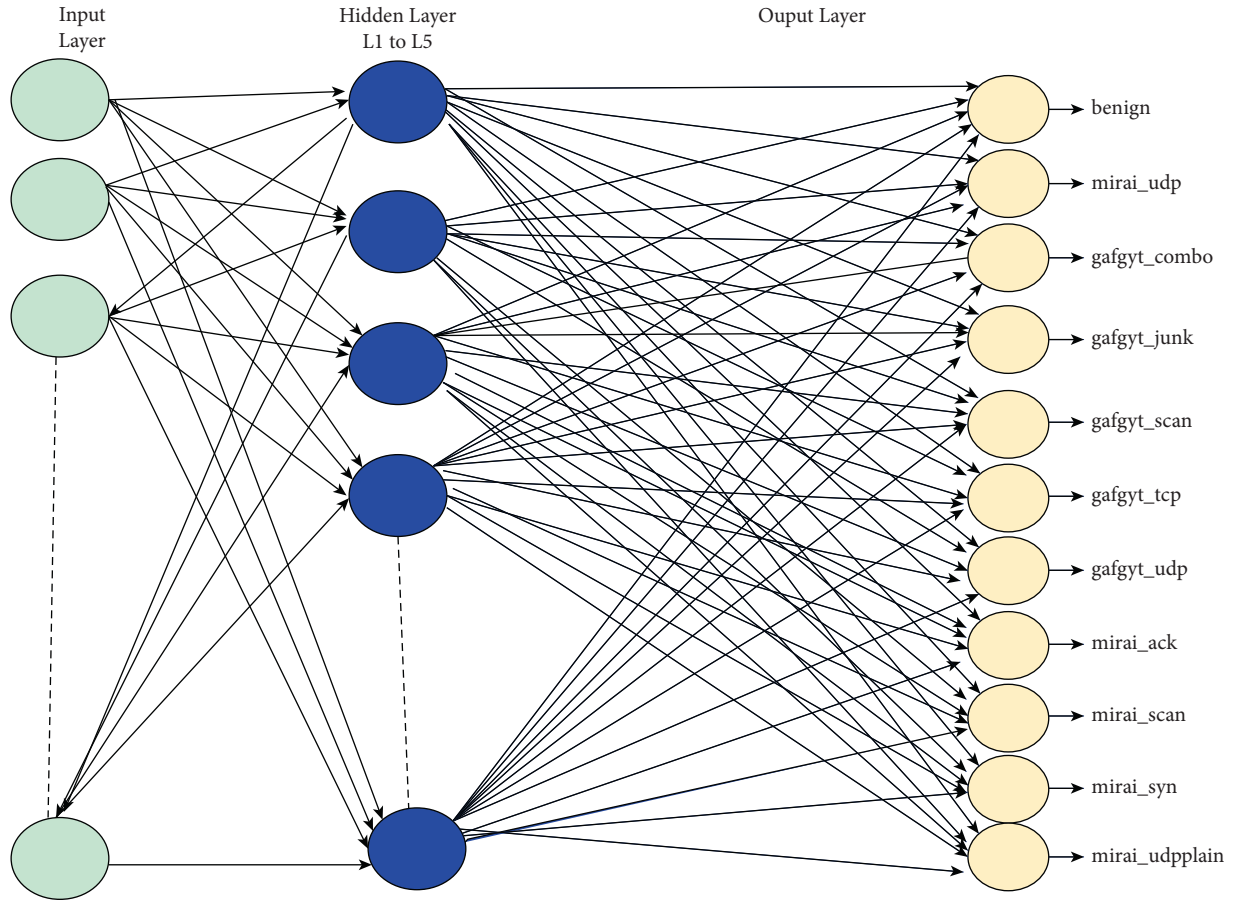 Input
Layer
Hidden Layer
L1 to L5
Ouput Layer
benign
mirai_udp
gafgyt_combo
gafgyt_junk
gafgyt_scan
gafgyt_tcp
gafgyt_udp
mirai_ack
mirai_scan
mirai_syn
mirai_udpplain